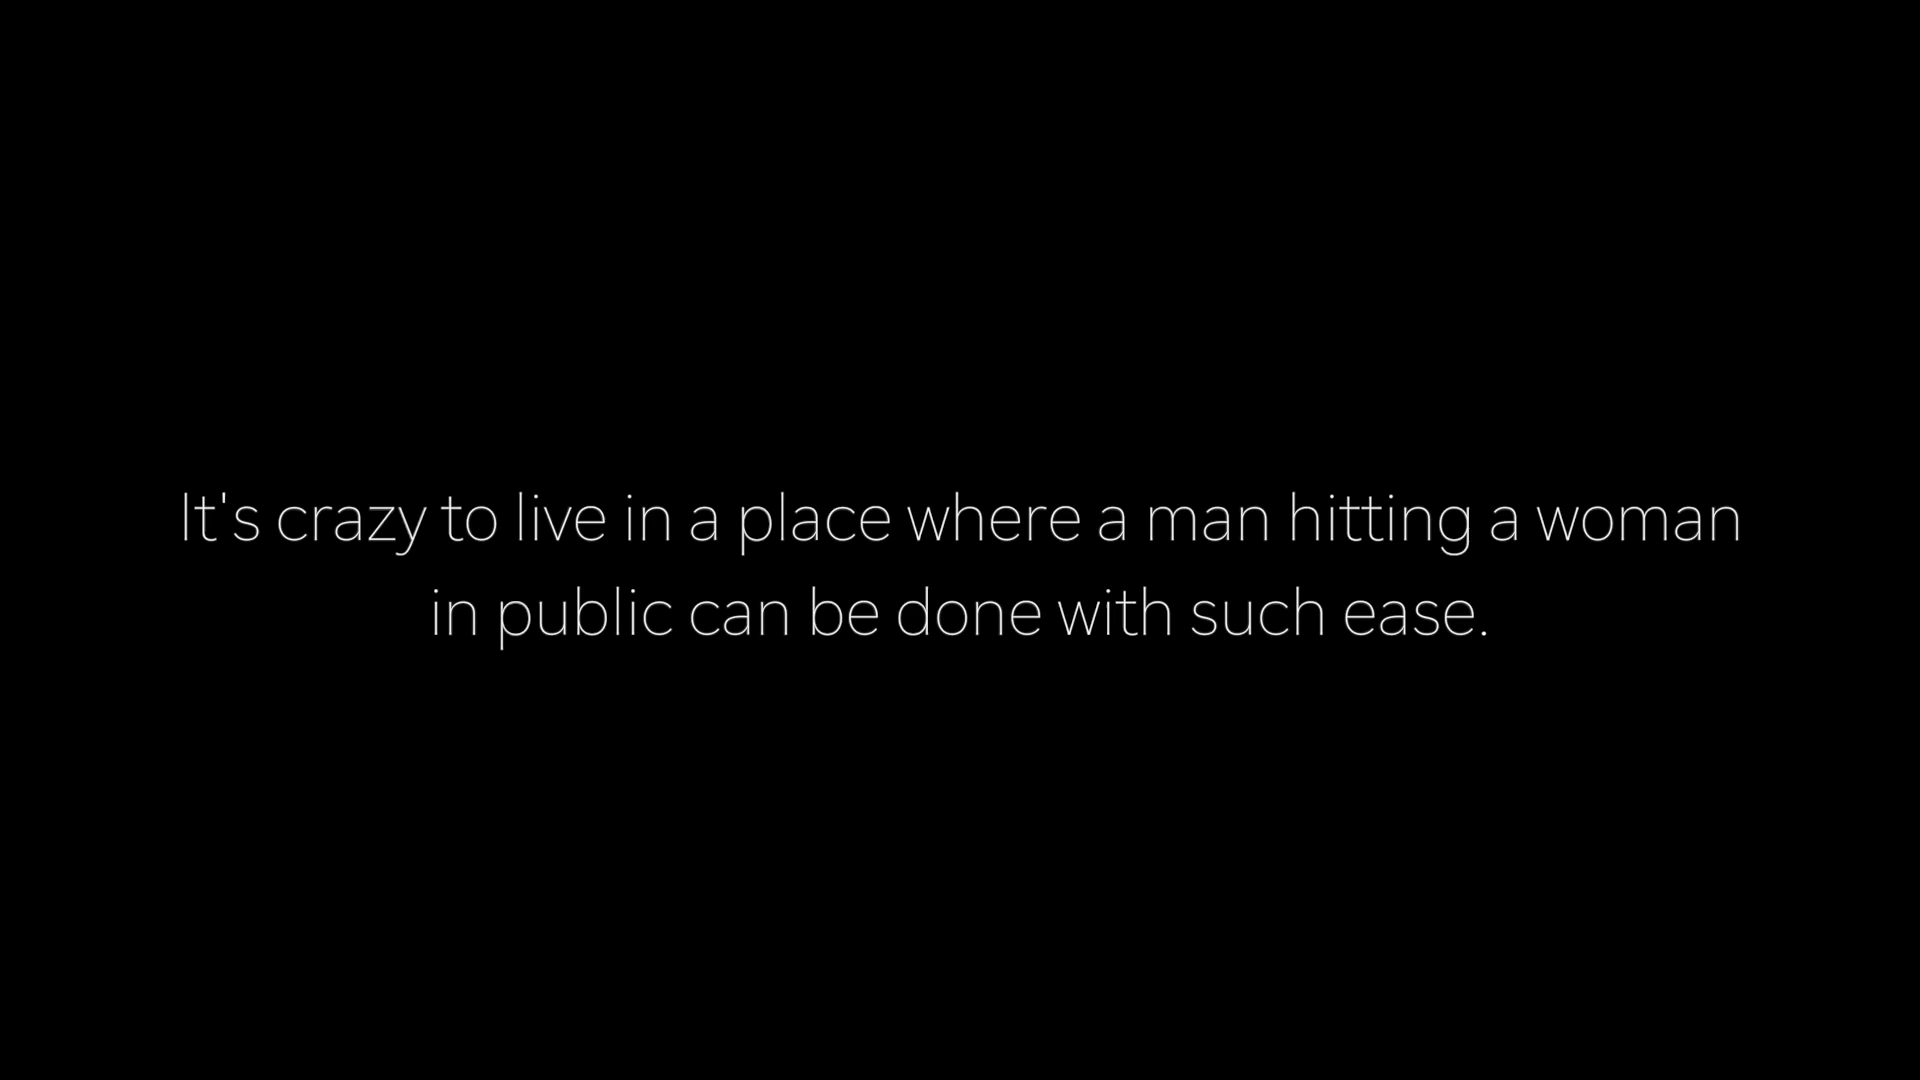 It's crazy to live in a place where a man hitting a woman
in public can be done with such ease.